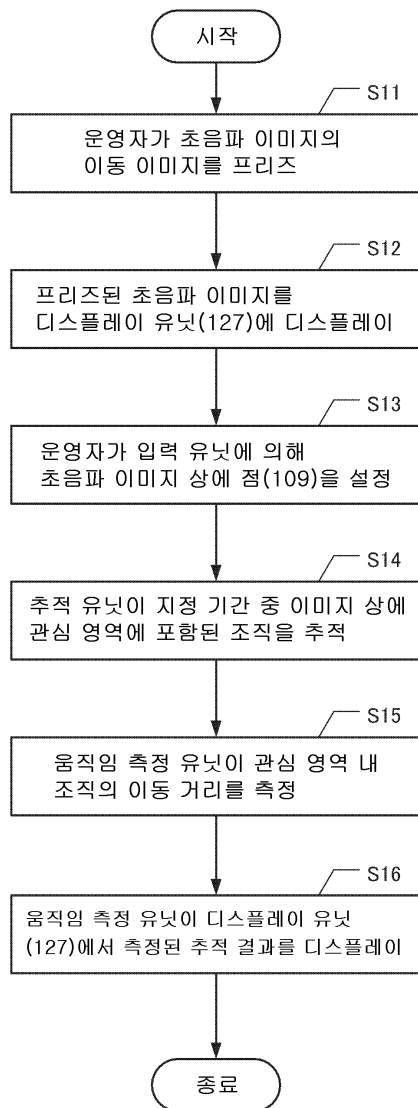 시작
S11
운영자가 초음파 이미지의
이동 이미지를 프리즈
S12
프리즈된 초음파 이미지를
디스플레이 유닛(127)에 디스플레이
S13
운영자가 입력 유닛에 의해
초음파 이미지 상에 점(109)을 설정
S14
추적 유닛이 지정 기간 중 이미지 상에
관심 영역에 포함된 조직을 추적
S15
움직임 측정 유닛이 관심 영역 내
조직의 이동 거리를 측정
S16
움직임 측정 유닛이 디스플레이 유닛
(127)에서 측정된 추적 결과를 디스플레이
종료